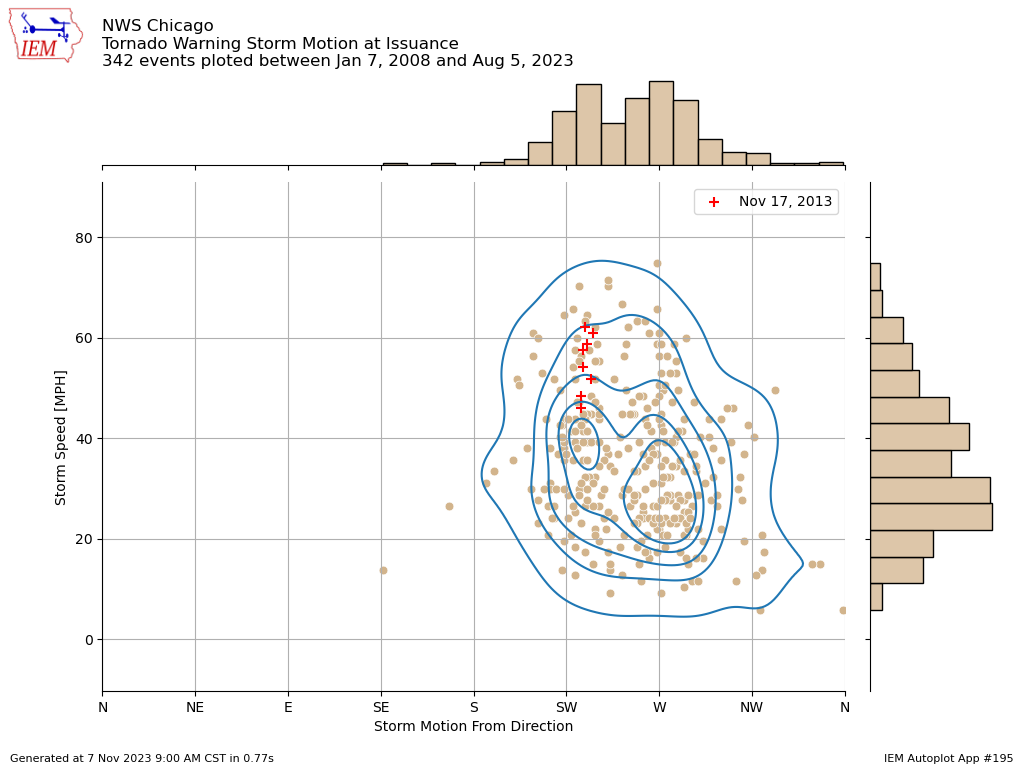 IEM
NWS Chicago
Tornado Warning Storm Motion at Issuance
342 events ploted between Jan 7, 2008 and Aug 5, 2023
Nov 17, 2013
80
60
40
20
0
Storm Speed [MPH]
N NE E SE S SW W NW N
Storm Motion From Direction
Generated at 7 Nov 2023 9:00 AM CST in 0.77s
IEM Autoplot App #195